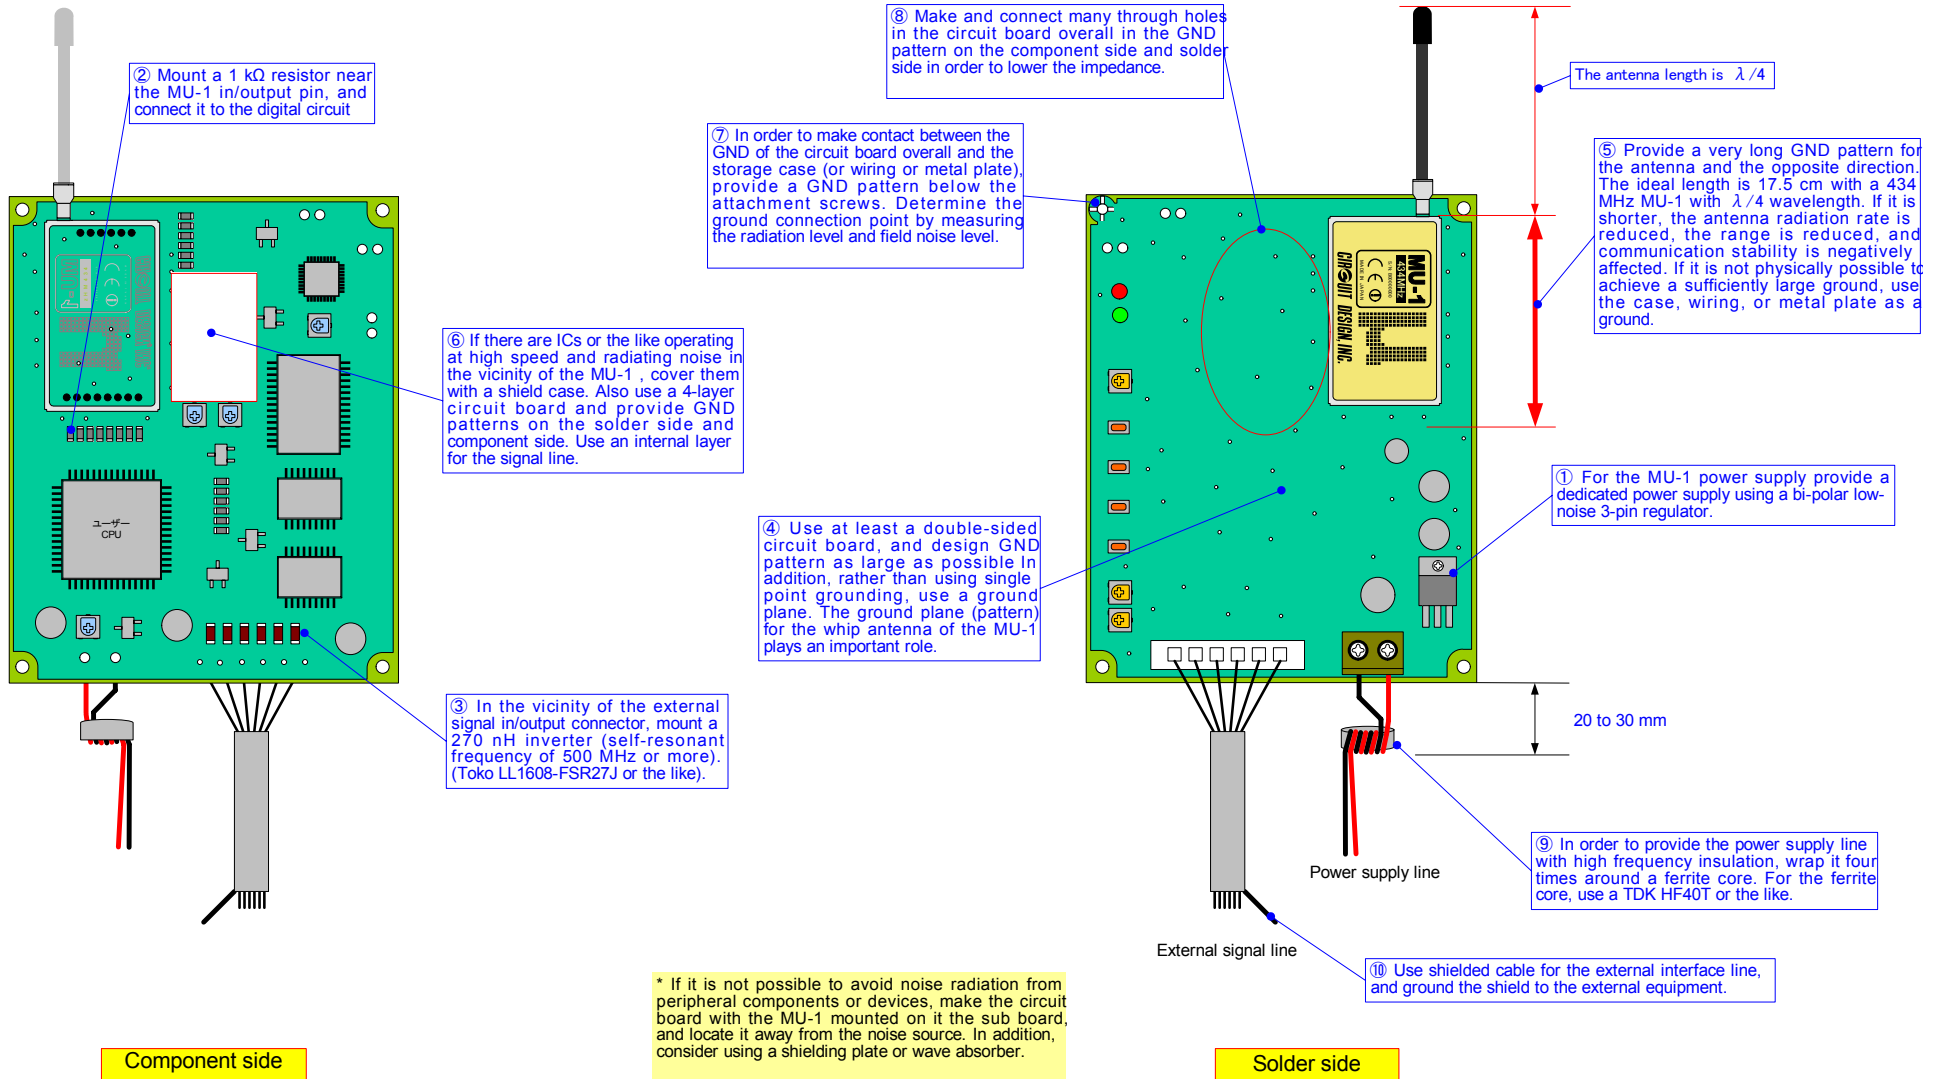 ② Mount a 1 kΩ resistor near
the MU-1 in/output pin, and
connect it to the digital circuit
⑧ Make and connect many through holes
in the circuit board overall in the GND
pattern on the component side and solder
side in order to lower the impedance.
The antenna length is λ/4
⑦ In order to make contact between the
GND of the circuit board overall and the
storage case (or wiring or metal plate),
provide a GND pattern below the
attachment screws. Determine the
ground connection point by measuring
the radiation level and field noise level.
⑤ Provide a very long GND pattern for
the antenna and the opposite direction.
The ideal length is 17.5 cm with a 434
MHz MU-1 with λ/4 wavelength. If it is
shorter, the antenna radiation rate is
reduced, the range is reduced, and
communication stability is negatively
affected. If it is not physically possible to
achieve a sufficiently large ground, use
the case, wiring, or metal plate as a
ground.
MU-1
434MHz
MADE IN JAPAN
CIRCUIT DESIGN, INC.
⑥ If there are ICs or the like operating
at high speed and radiating noise in
the vicinity of the MU-1 , cover them
with a shield case. Also use a 4-layer
circuit board and provide GND
patterns on the solder side and
component side. Use an internal layer
for the signal line.
① For the MU-1 power supply provide a
dedicated power supply using a bi-polar low-
noise 3-pin regulator.
ユーザー
CPU
④ Use at least a double-sided
circuit board, and design GND
pattern as large as possible In
addition, rather than using single
point grounding, use a ground
plane. The ground plane (pattern)
for the whip antenna of the MU-1
plays an important role.
③ In the vicinity of the external
signal in/output connector, mount a
270 nH inverter (self-resonant
frequency of 500 MHz or more).
(Toko LL1608-FSR27J or the like).
20 to 30 mm
⑨ In order to provide the power supply line
with high frequency insulation, wrap it four
times around a ferrite core. For the ferrite
core, use a TDK HF40T or the like.
Power supply line
External signal line
⑩ Use shielded cable for the external interface line,
and ground the shield to the external equipment.
* If it is not possible to avoid noise radiation from
peripheral components or devices, make the circuit
board with the MU-1 mounted on it the sub board,
and locate it away from the noise source. In addition,
consider using a shielding plate or wave absorber.
Component side
Solder side